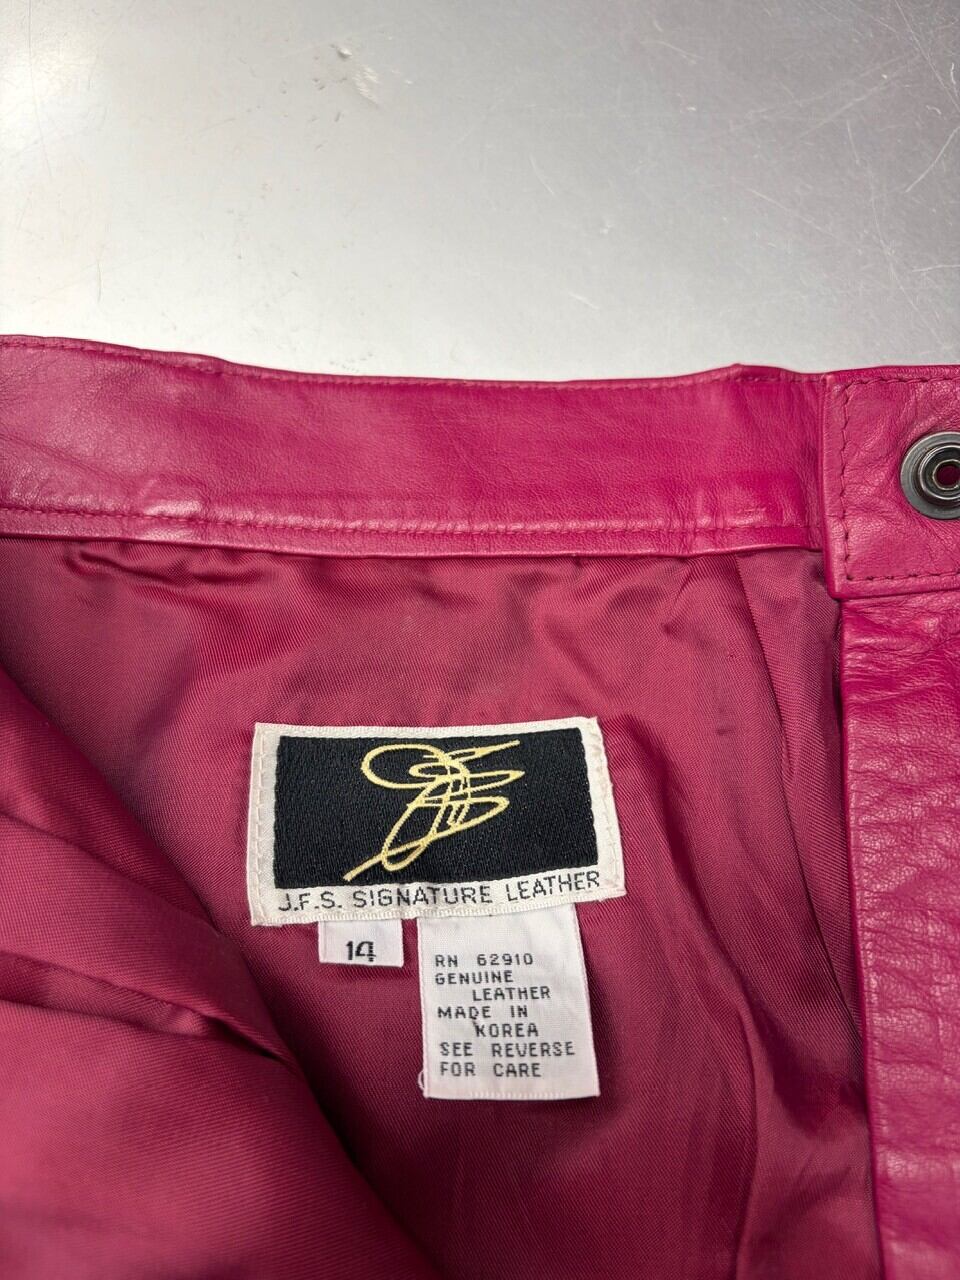 J.F.S. SIGNATURE LEATHER
14
RN 62910
GENUINE
LEATHER
MADE IN
KOREA
SEE REVERSE
FOR CARE